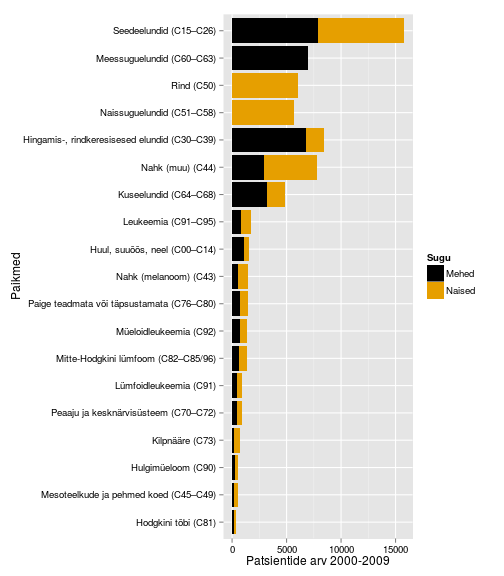 Seedeelundid (C15–C26)
Meessuguelundid (C60–C63)
Rind (C50)
Naissuguelundid (C51–C58)
Hingamis-, rindkeresisesed elundid (C30–C39)
Nahk (muu) (C44)
Kuseelundid (C64–C68)
Leukeemia (C91–C95)
Huul, suuõõs, neel (C00–C14)
Nahk (melanoom) (C43)
Paige teadmata või täpsustamata (C76–C80)
Müeloidleukeemia (C92)
Mitte-Hodgkini lümfoom (C82–C85/96)
Lümfoidleukeemia (C91)
Peaaju ja kesknärvisüsteem (C70–C72)
Kilpnääre (C73)
Hulgimüeloom (C90)
Mesoteelkude ja pehmed koed (C45–C49)
Hodgkini tõbi (C81)
Paikmed
0 5000 10000 15000
Patsientide arv 2000-2009
Sugu
Mehed
Naised